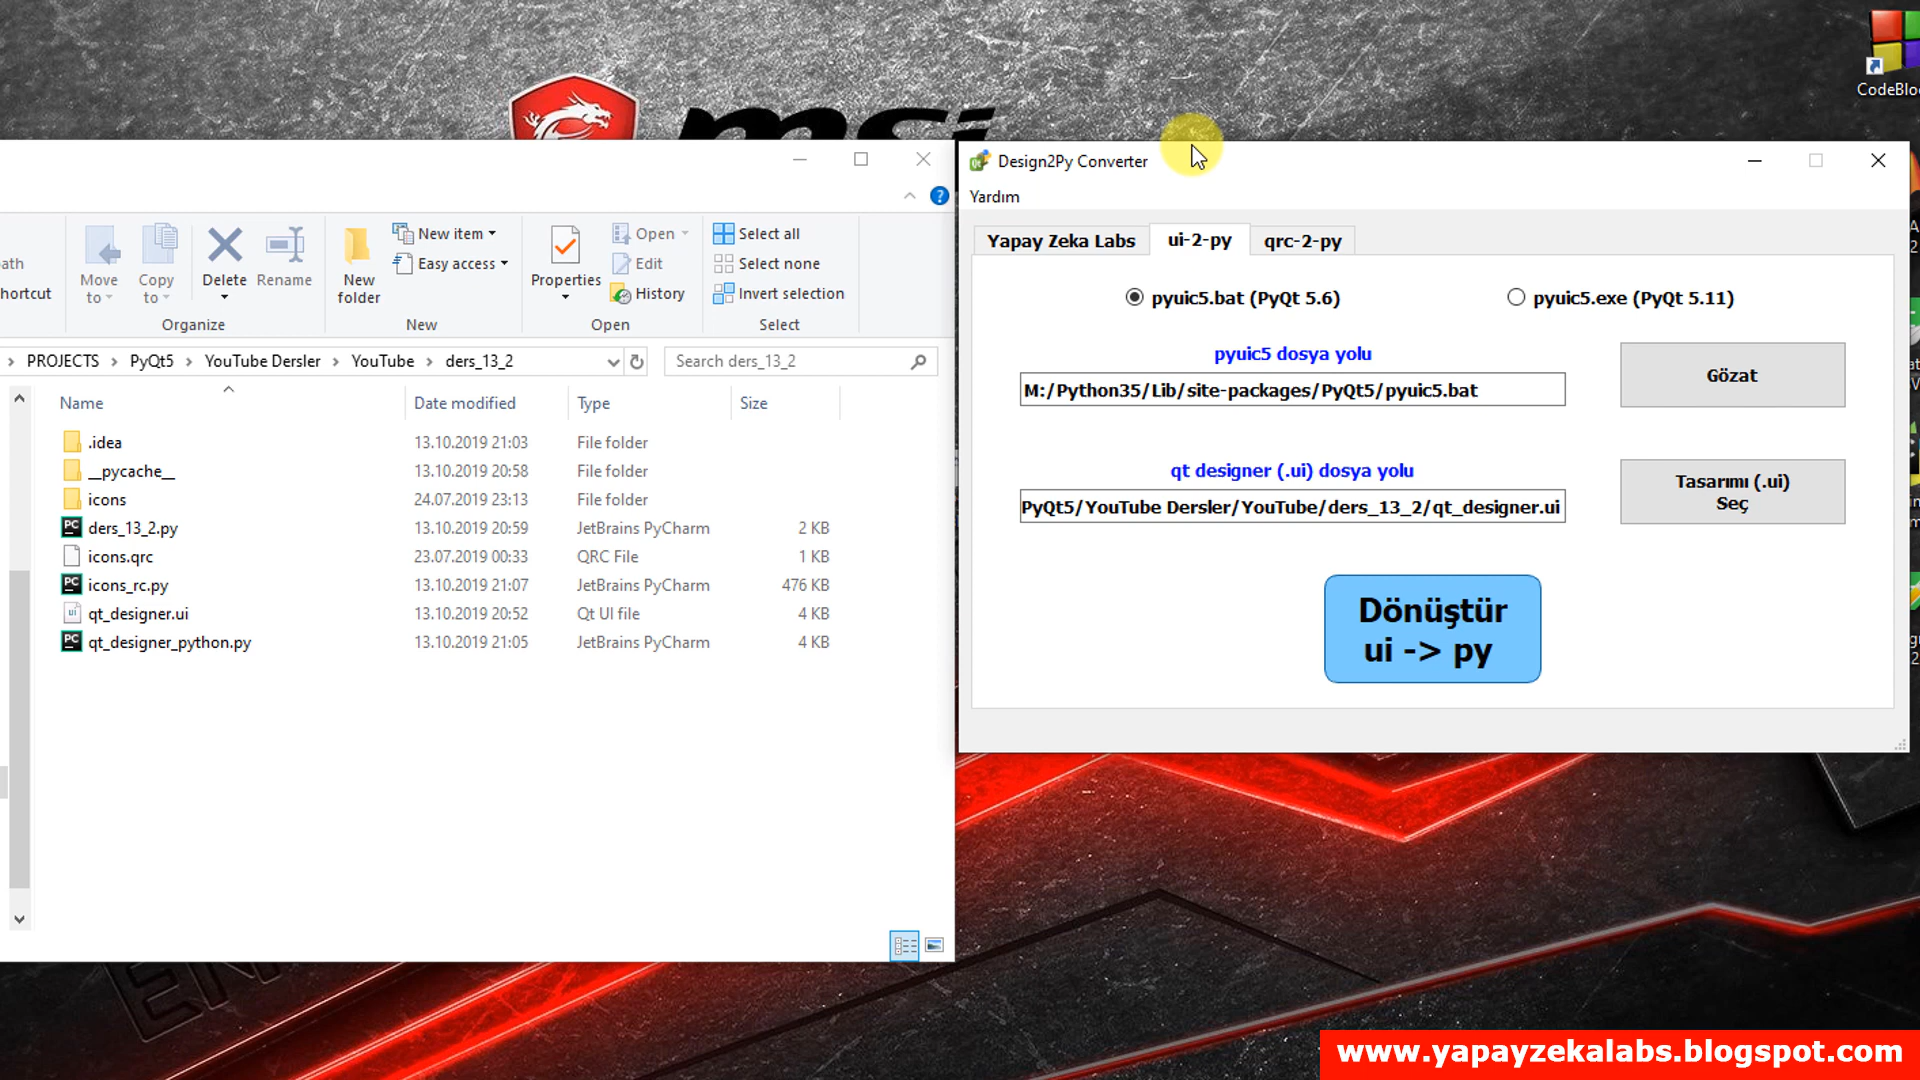 msi
CodeBlo
Move to
Copy to
Delete
Rename
New folder
New item
Easy access
Properties
Open
Edit
History
Select all
Select none
Invert selection
ath
hortcut
Organize
New
Open
Select
PROJECTS
PyQt5
YouTube Dersler
YouTube
ders_13_2
Search ders_13_2
Name
Date modified
Type
Size
.idea 13.10.2019 21:03 File folder
__pycache__ 13.10.2019 20:58 File folder
icons 24.07.2019 23:13 File folder
ders_13_2.py 13.10.2019 20:59 JetBrains PyCharm 2 KB
icons.qrc 23.07.2019 00:33 QRC File 1 KB
icons_rc.py 13.10.2019 21:07 JetBrains PyCharm 476 KB
qt_designer.ui 13.10.2019 20:52 Qt UI file 4 KB
qt_designer_python.py 13.10.2019 21:05 JetBrains PyCharm 4 KB
Design2Py Converter
Yardım
Yapay Zeka Labs
ui-2-py
qrc-2-py
pyuic5.bat (PyQt 5.6)
pyuic5.exe (PyQt 5.11)
pyuic5 dosya yolu
M:/Python35/Lib/site-packages/PyQt5/pyuic5.bat
Gözat
qt designer (.ui) dosya yolu
PyQt5/YouTube Dersler/YouTube/ders_13_2/qt_designer.ui
Tasarımı (.ui)
Seç
Dönüştür
ui -> py
www.yapayzekalabs.blogspot.com